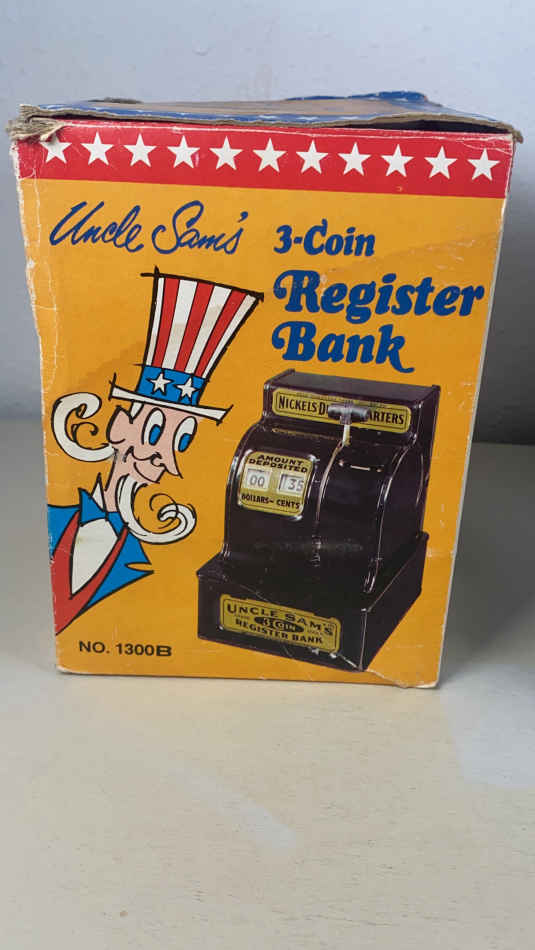 Uncle Sam's
3-Coin
Register
Bank
NICKELS
ARTERS
AMOUNT
DEPOSITED
00 35
DOLLARS CENTS
UNCLE SAM'S
3 COIN
REGISTER BANK
NO. 1300B